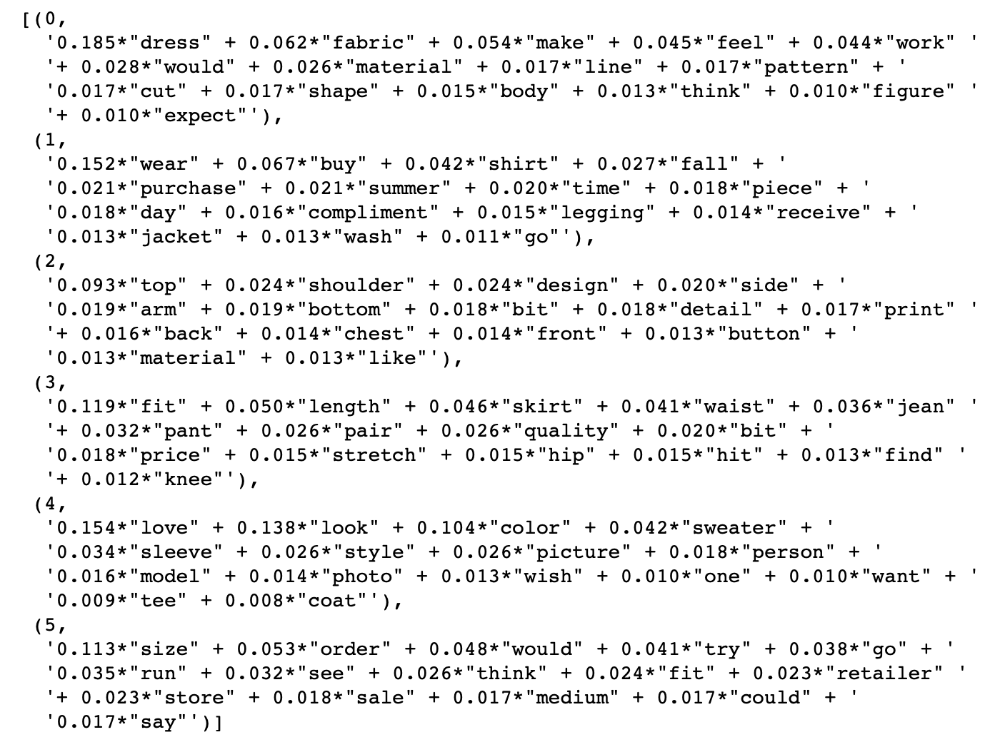 [(0,
'0.185*"dress" + 0.062*"fabric" + 0.054*"make" + 0.045*"feel" + 0.044*"work" '
'+ 0.028*"would" + 0.026*"material" + 0.017*"line" + 0.017*"pattern" + '
'0.017*"cut" + 0.017*"shape" + 0.015*"body" + 0.013*"think" + 0.010*"figure" '
'+ 0.010*"expect"'),
(1,
'0.152*"wear" + 0.067*"buy" + 0.042*"shirt" + 0.027*"fall" + '
'0.021*"purchase" + 0.021*"summer" + 0.020*"time" + 0.018*"piece" + '
'0.018*"day" + 0.016*"compliment" + 0.015*"legging" + 0.014*"receive" + '
'0.013*"jacket" + 0.013*"wash" + 0.011*"go"'),
(2,
'0.093*"top" + 0.024*"shoulder" + 0.024*"design" + 0.020*"side" + '
'0.019*"arm" + 0.019*"bottom" + 0.018*"bit" + 0.018*"detail" + 0.017*"print" '
'+ 0.016*"back" + 0.014*"chest" + 0.014*"front" + 0.013*"button" + '
'0.013*"material" + 0.013*"like"'),
(3,
'0.119*"fit" + 0.050*"length" + 0.046*"skirt" + 0.041*"waist" + 0.036*"jean" '
'+ 0.032*"pant" + 0.026*"pair" + 0.026*"quality" + 0.020*"bit" + '
'0.018*"price" + 0.015*"stretch" + 0.015*"hip" + 0.015*"hit" + 0.013*"find" '
'+ 0.012*"knee"'),
(4,
'0.154*"love" + 0.138*"look" + 0.104*"color" + 0.042*"sweater" + '
'0.034*"sleeve" + 0.026*"style" + 0.026*"picture" + 0.018*"person" + '
'0.016*"model" + 0.014*"photo" + 0.013*"wish" + 0.010*"one" + 0.010*"want" + '
'0.009*"tee" + 0.008*"coat"'),
(5,
'0.113*"size" + 0.053*"order" + 0.048*"would" + 0.041*"try" + 0.038*"go" + '
'0.035*"run" + 0.032*"see" + 0.026*"think" + 0.024*"fit" + 0.023*"retailer" '
'+ 0.023*"store" + 0.018*"sale" + 0.017*"medium" + 0.017*"could" + '
'0.017*"say"')]